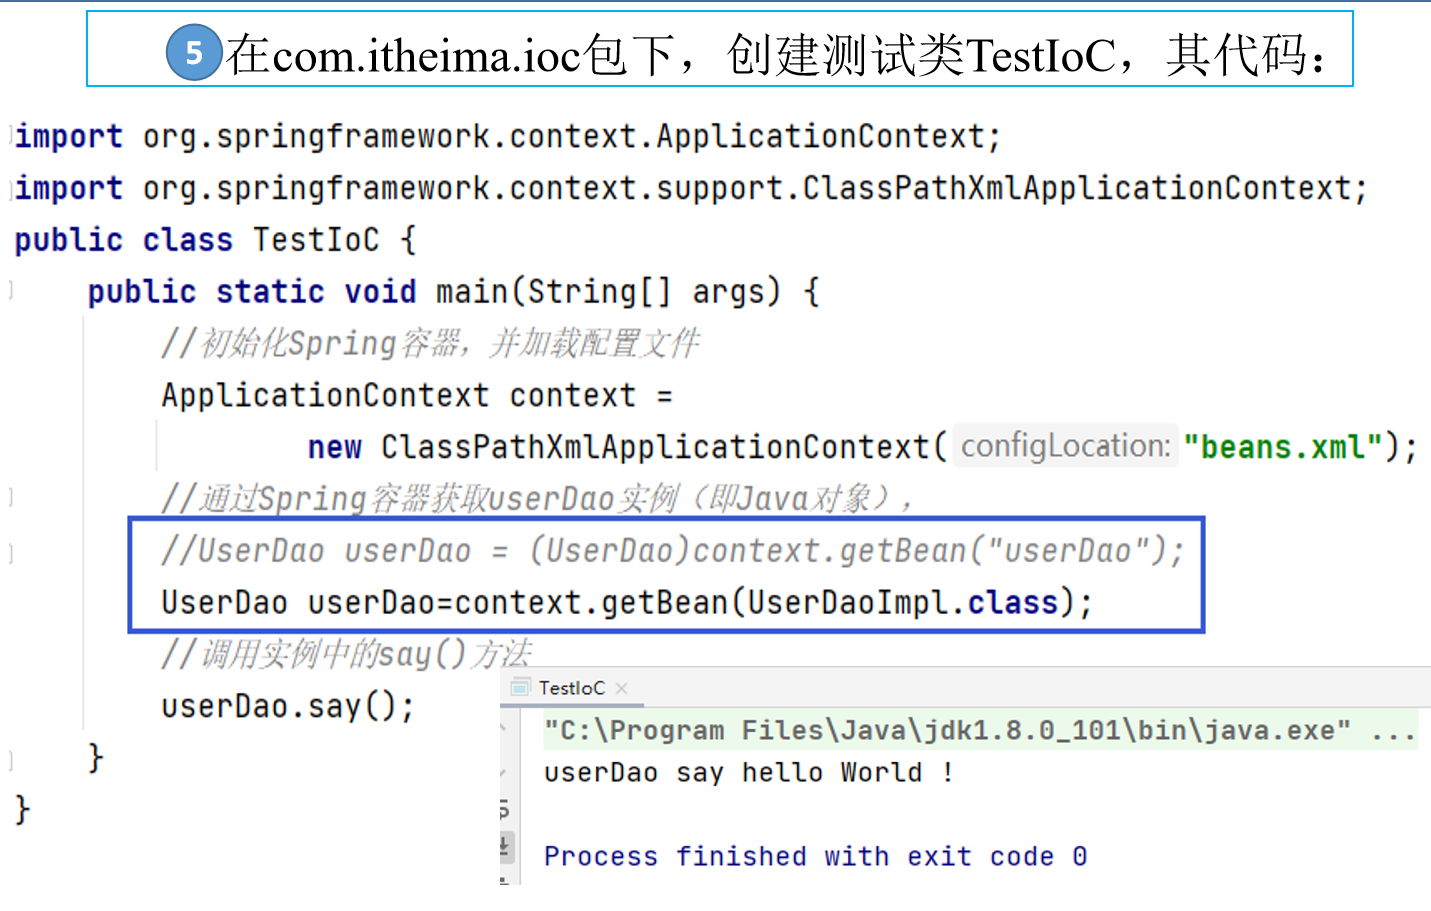 5 在com.itheima.ioc包下，创建测试类TestIoC，其代码：
import org.springframework.context.ApplicationContext;
import org.springframework.context.support.ClassPathXmlApplicationContext;
public class TestIoC {
public static void main(String[] args) {
//初始化Spring容器，并加载配置文件
ApplicationContext context =
new ClassPathXmlApplicationContext( configLocation: "beans.xml");
//通过Spring容器获取userDao实例（即Java对象），
//UserDao userDao = (UserDao)context.getBean("userDao");
UserDao userDao=context.getBean(UserDaoImpl.class);
//调用实例中的say()方法
userDao.say();
}
}
TestIoC
"C:\Program Files\Java\jdk1.8.0_101\bin\java.exe" ...
userDao say hello World !
Process finished with exit code 0